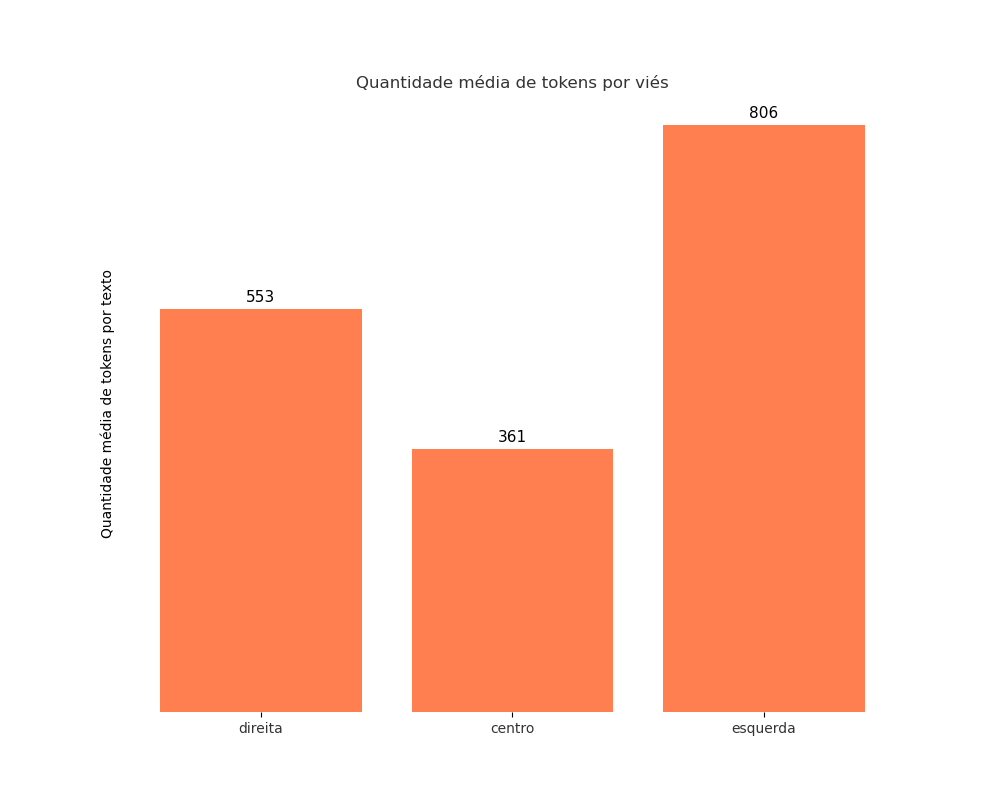 Quantidade média de tokens por viés
806
553
361
Quantidade média de tokens por texto
direita
centro
esquerda